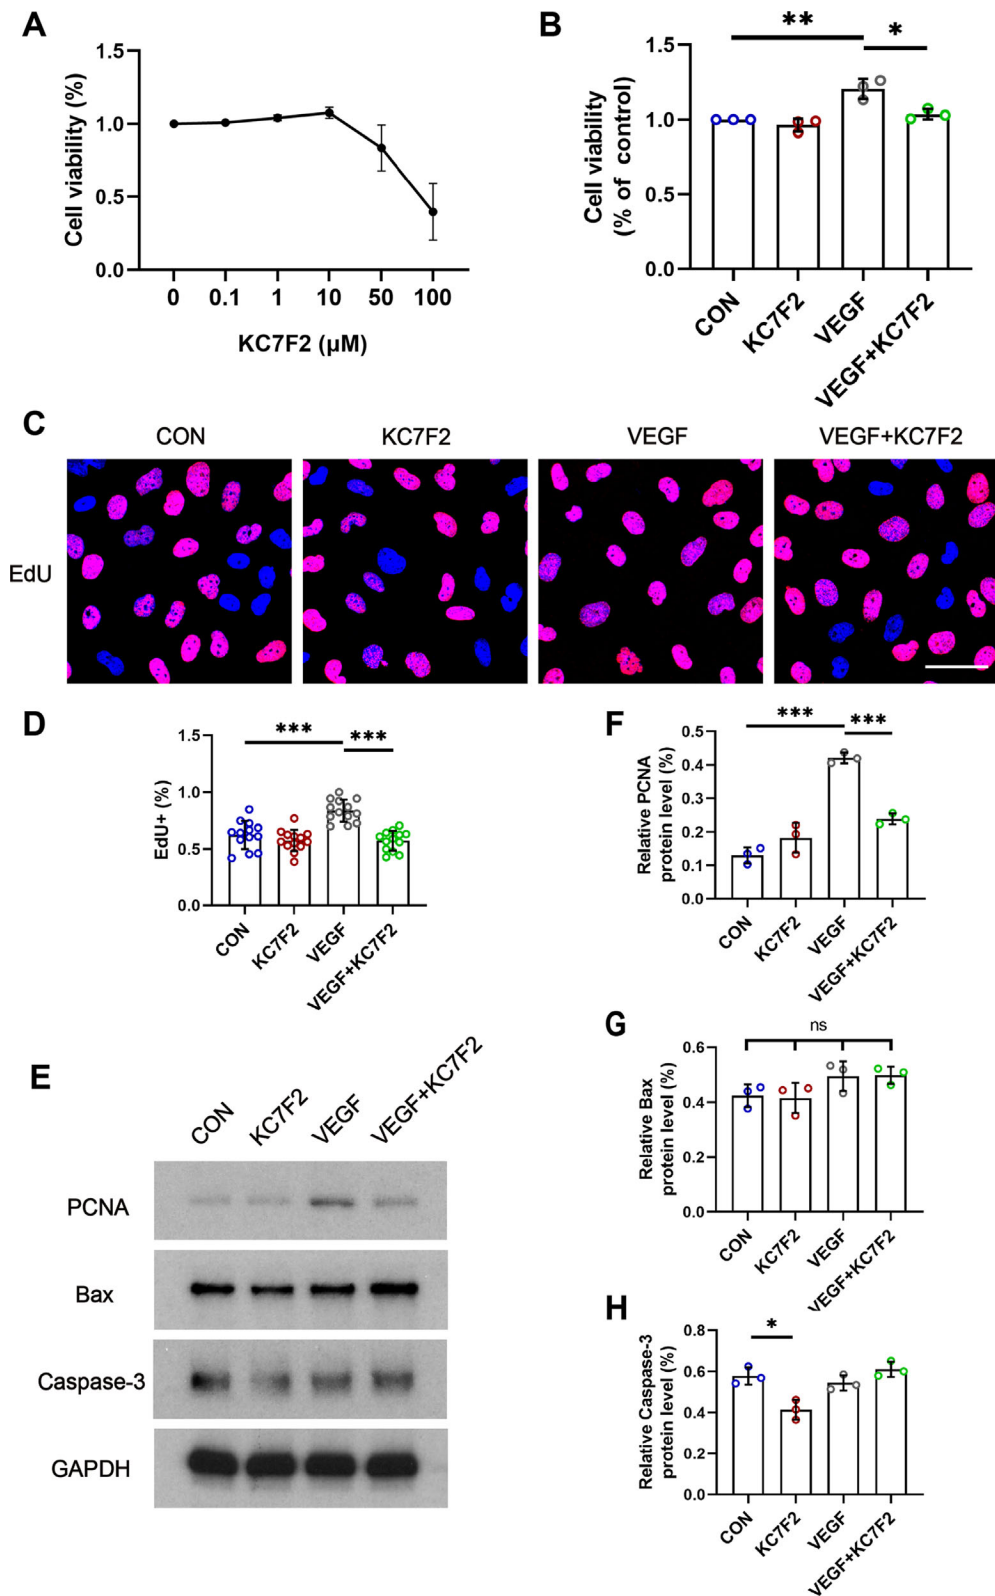 A
Cell viability (%)
1.5
1.0
0.5
0.0
0 0.1 1 10 50 100
KC7F2 (µM)
B
Cell viability
(% of control)
** *
1.5
1.0
0.5
0.0
CON KC7F2 VEGF VEGF+KC7F2
C
CON KC7F2 VEGF VEGF+KC7F2
EdU
D
EdU+ (%)
*** ***
1.5
1.0
0.5
0.0
CON KC7F2 VEGF VEGF+KC7F2
F
Relative PCNA
protein level (%)
*** ***
0.5
0.4
0.3
0.2
0.1
0.0
CON KC7F2 VEGF VEGF+KC7F2
E
CON KC7F2 VEGF VEGF+KC7F2
PCNA
Bax
Caspase-3
GAPDH
G
Relative Bax
protein level (%)
ns
0.6
0.4
0.2
0.0
CON KC7F2 VEGF VEGF+KC7F2
H
Relative Caspase-3
protein level (%)
*
0.8
0.6
0.4
0.2
0.0
CON KC7F2 VEGF VEGF+KC7F2